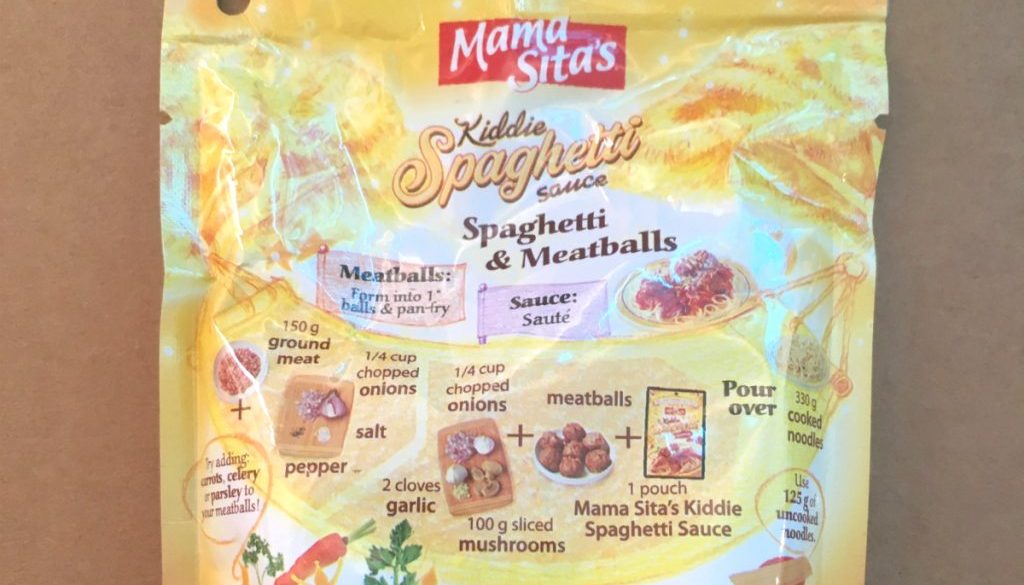 Mama
Sita's
Kiddie
Spaghetti
sauce
Spaghetti
& Meatballs
Meatballs:
Form into 1"
balls & pan-fry
Sauce:
Sauté
150 g
ground
meat
1/4 cup
chopped
onions
+
salt
pepper
1/4 cup
chopped
onions
2 cloves
garlic
100 g sliced
mushrooms
+
meatballs
+
1 pouch
Mama Sita's Kiddie
Spaghetti Sauce
Pour
over
330 g
cooked
noodles
Try adding:
carrots, celery
or parsley to
your meatballs!
Use
125 g of
uncooked
noodles.